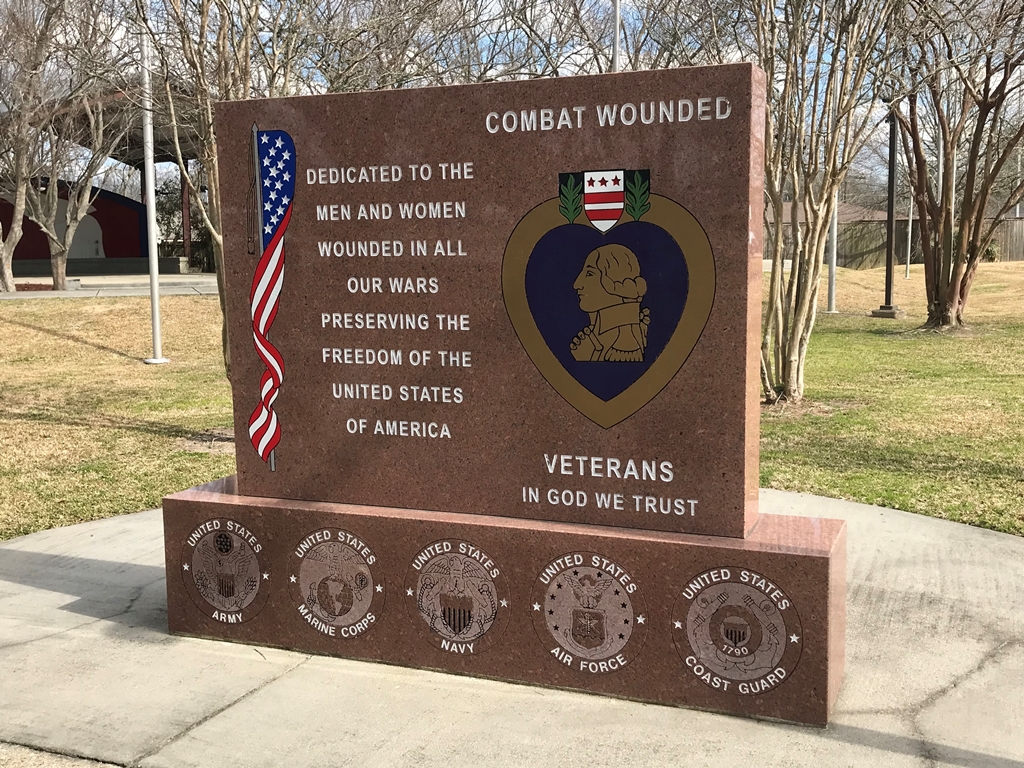 COMBAT WOUNDED
DEDICATED TO THE
MEN AND WOMEN
WOUNDED IN ALL
OUR WARS
PRESERVING THE
FREEDOM OF THE
UNITED STATES
OF AMERICA
VETERANS
IN GOD WE TRUST
UNITED STATES
ARMY
UNITED STATES
MARINE CORPS
UNITED STATES
NAVY
UNITED STATES
AIR FORCE
UNITED STATES
1790
COAST GUARD